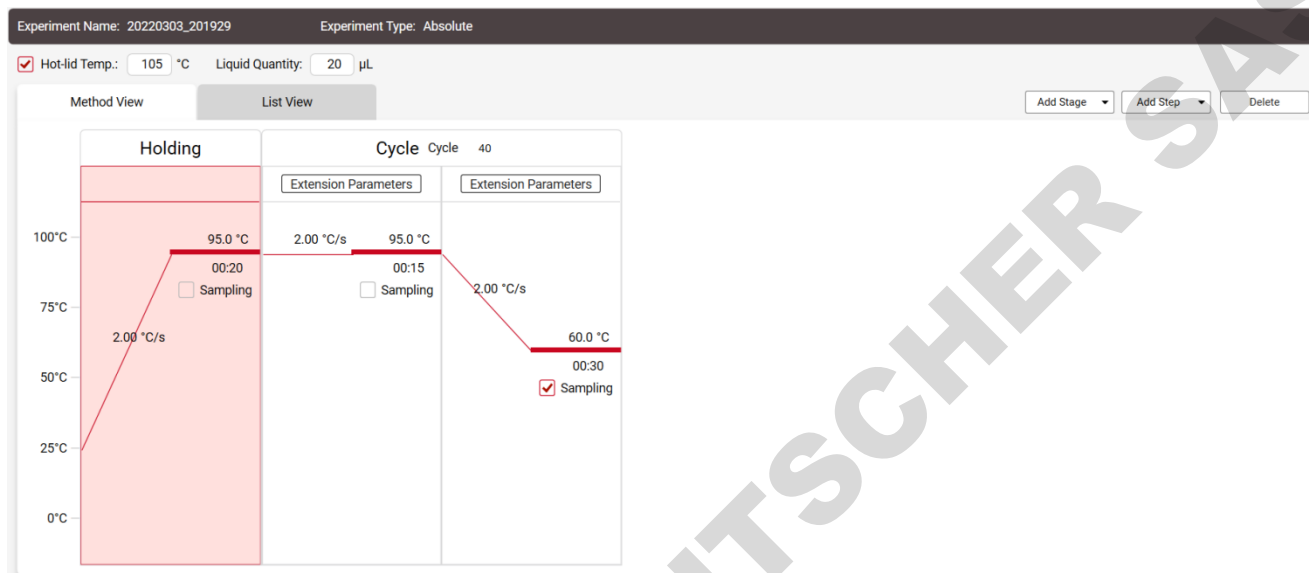 Experiment Name: 20220303_201929 Experiment Type: Absolute
Hot-lid Temp.: 105 °C Liquid Quantity: 20 µL
Method View List View Add Stage Add Step Delete
Holding Cycle Cycle 40
Extension Parameters Extension Parameters
100°C 95.0 °C 2.00 °C/s 95.0 °C
00:20 00:15
Sampling Sampling 2.00 °C/s
75°C
2.00 °C/s 60.0 °C
00:30
50°C Sampling
25°C
0°C